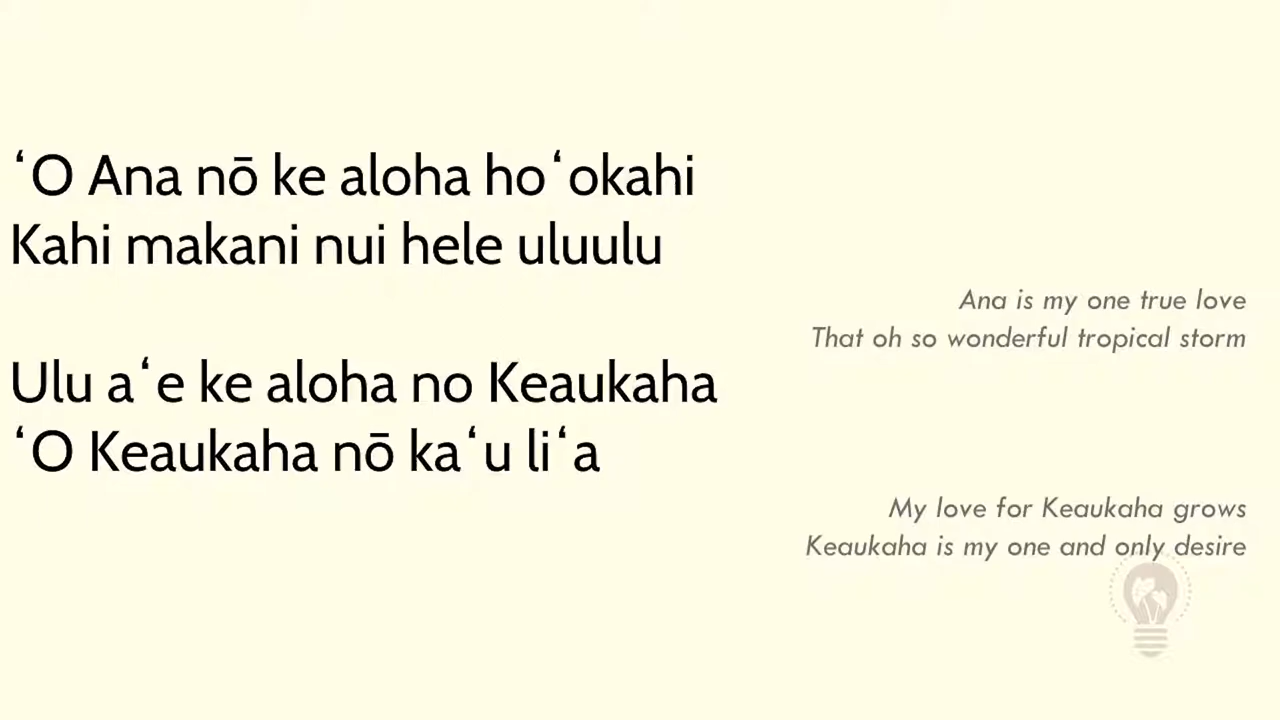 ʻO Ana nō ke aloha hoʻokahi
Kahi makani nui hele uluulu
Ana is my one true love
That oh so wonderful tropical storm
Ulu aʻe ke aloha no Keaukaha
ʻO Keaukaha nō kaʻu liʻa
My love for Keaukaha grows
Keaukaha is my one and only desire